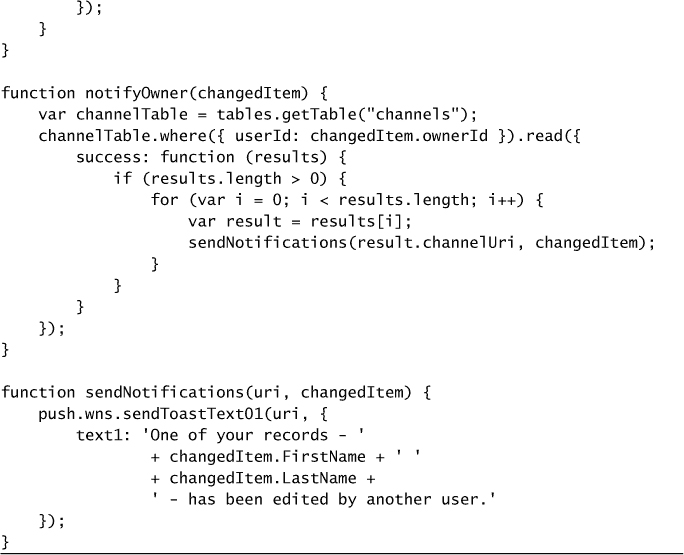 });
    }
}

function notifyOwner(changedItem) {
    var channelTable = tables.getTable("channels");
    channelTable.where({ userId: changedItem.ownerId }).read({
        success: function (results) {
            if (results.length > 0) {
                for (var i = 0; i < results.length; i++) {
                    var result = results[i];
                    sendNotifications(result.channelUri, changedItem);
                }
            }
        }
    });
}

function sendNotifications(uri, changedItem) {
    push.wns.sendToastText01(uri, {
        text1: 'One of your records - '
                + changedItem.FirstName + ' '
                + changedItem.LastName +
                ' - has been edited by another user.'
    });
}